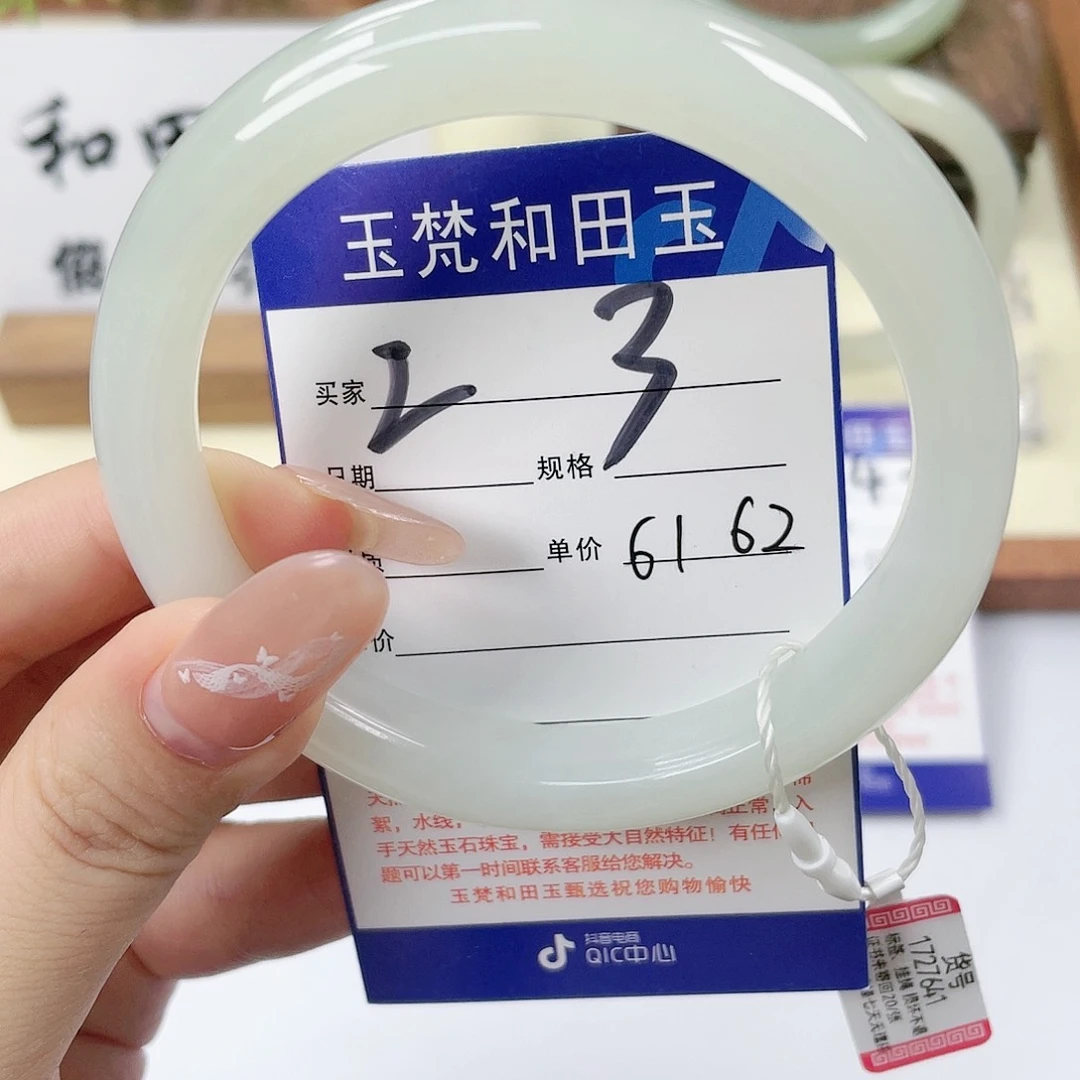 和田
玉梵和田玉
买家 Z 3
日期 规格
单价 61 62
价
絮，水线，
手天然玉石珠宝，需接受大自然特征！有任
题可以第一时间联系客服给您解决。
玉梵和田玉甄选祝您购物愉快
抖音电商
QIC中心
货号
1727641